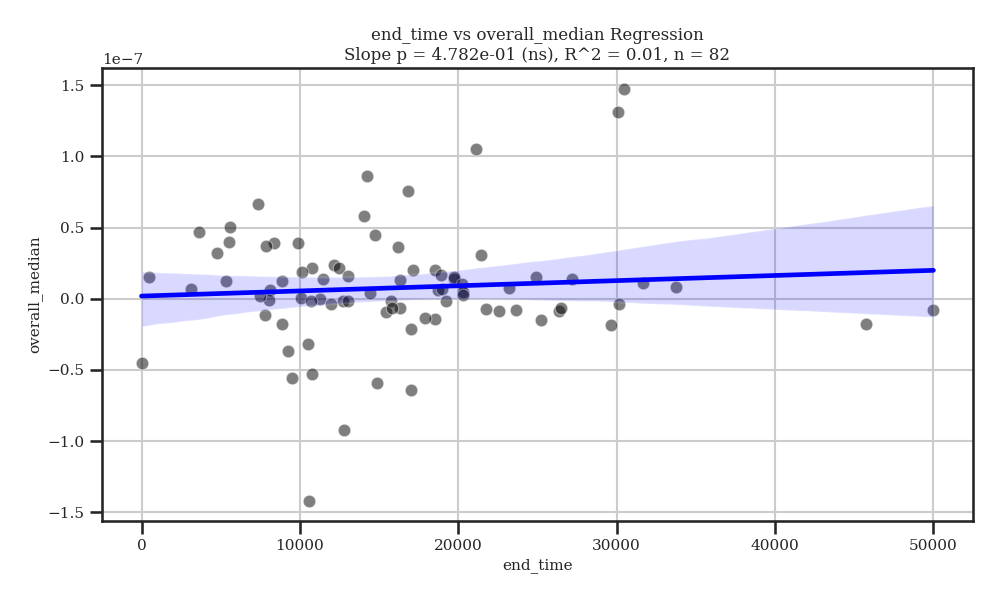 end_time vs overall_median Regression
Slope p = 4.782e-01 (ns), R^2 = 0.01, n = 82
1e−7
1.5
1.0
0.5
0.0
−0.5
−1.0
−1.5
overall_median
0 10000 20000 30000 40000 50000
end_time